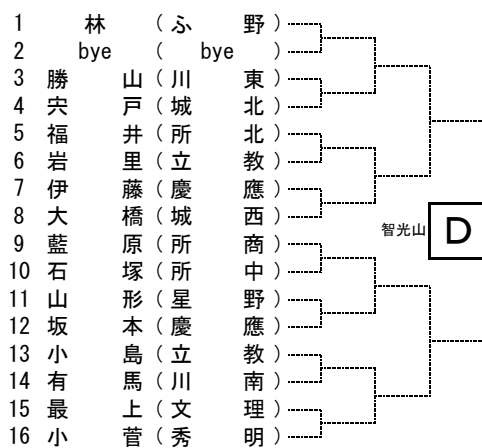 1 林 ( ふ 野 )
2 bye ( bye )
3 勝 山 ( 川 東 )
4 宍 戸 ( 城 北 )
5 福 井 ( 所 北 )
6 岩 里 ( 立 教 )
7 伊 藤 ( 慶 應 )
8 大 橋 ( 城 西 )
智光山 D
9 藍 原 ( 所 商 )
10 石 塚 ( 所 中 )
11 山 形 ( 星 野 )
12 坂 本 ( 慶 應 )
13 小 島 ( 立 教 )
14 有 馬 ( 川 南 )
15 最 上 ( 文 理 )
16 小 菅 ( 秀 明 )